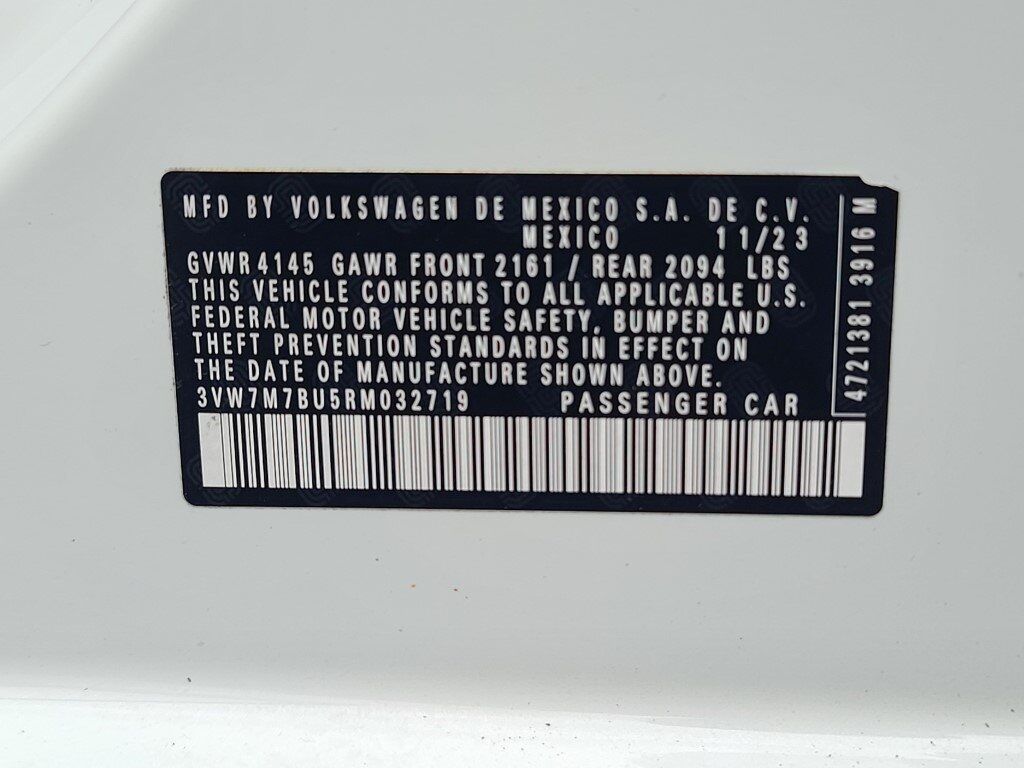 MFD BY VOLKSWAGEN DE MEXICO S.A. DE C.V.
MEXICO 11/23
GVWR 4145 GAWR FRONT 2161 / REAR 2094 LBS
THIS VEHICLE CONFORMS TO ALL APPLICABLE U.S.
FEDERAL MOTOR VEHICLE SAFETY, BUMPER AND
THEFT PREVENTION STANDARDS IN EFFECT ON
THE DATE OF MANUFACTURE SHOWN ABOVE.
3VW7M7BU5RM032719 PASSENGER CAR
4721381 3916 M